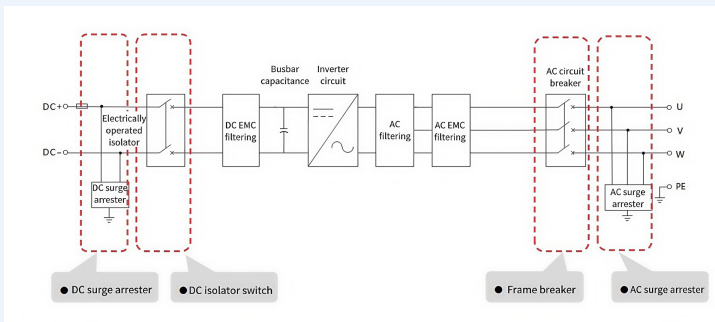 Busbar
capacitance
Inverter
circuit
AC circuit
breaker
DC+
Electrically
operated
isolator
DC-
DC surge
arrester
DC EMC
filtering
AC
filtering
AC EMC
filtering
U
V
W
PE
AC surge
arrester
● DC surge arrester
● DC isolator switch
● Frame breaker
● AC surge arrester